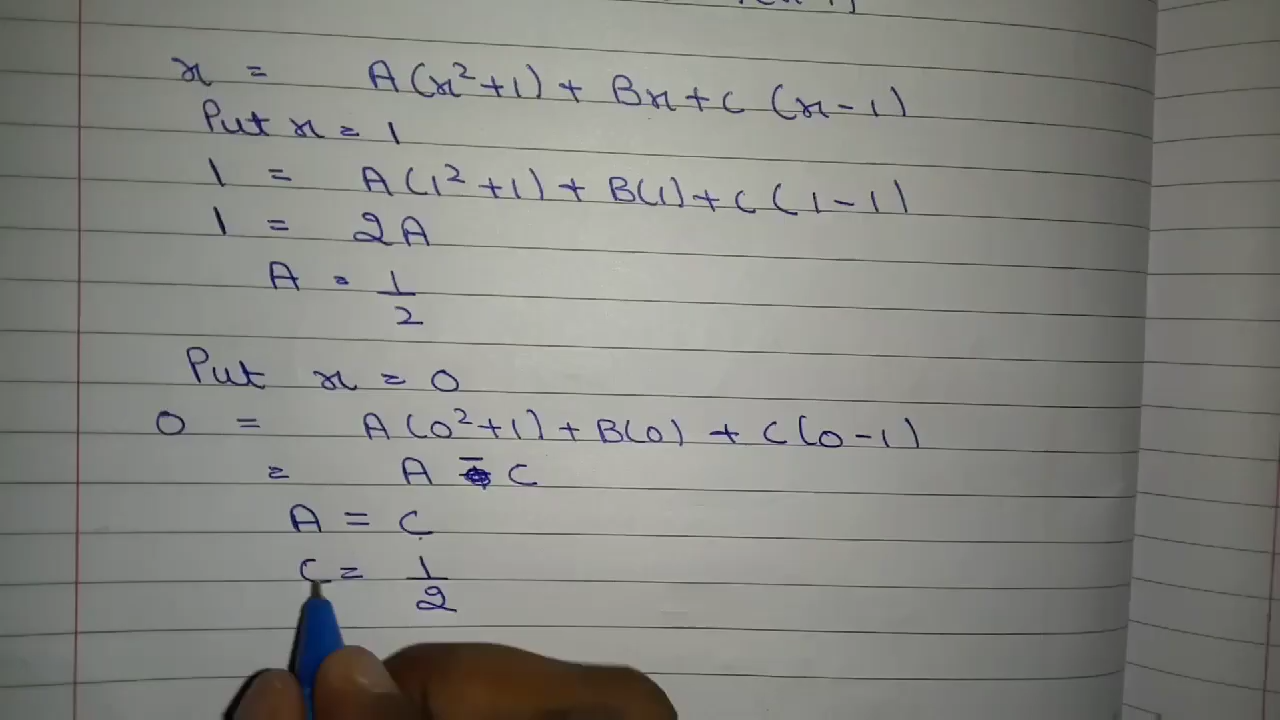 x = A(x²+1) + Bx+C (x-1)
Put x = 1
1 = A(1²+1) + B(1)+C(1-1)
1 = 2A
A = 1/2
Put x = 0
0 = A(0²+1)+B(0) + C(0-1)
= A - C
A = C
C = 1/2